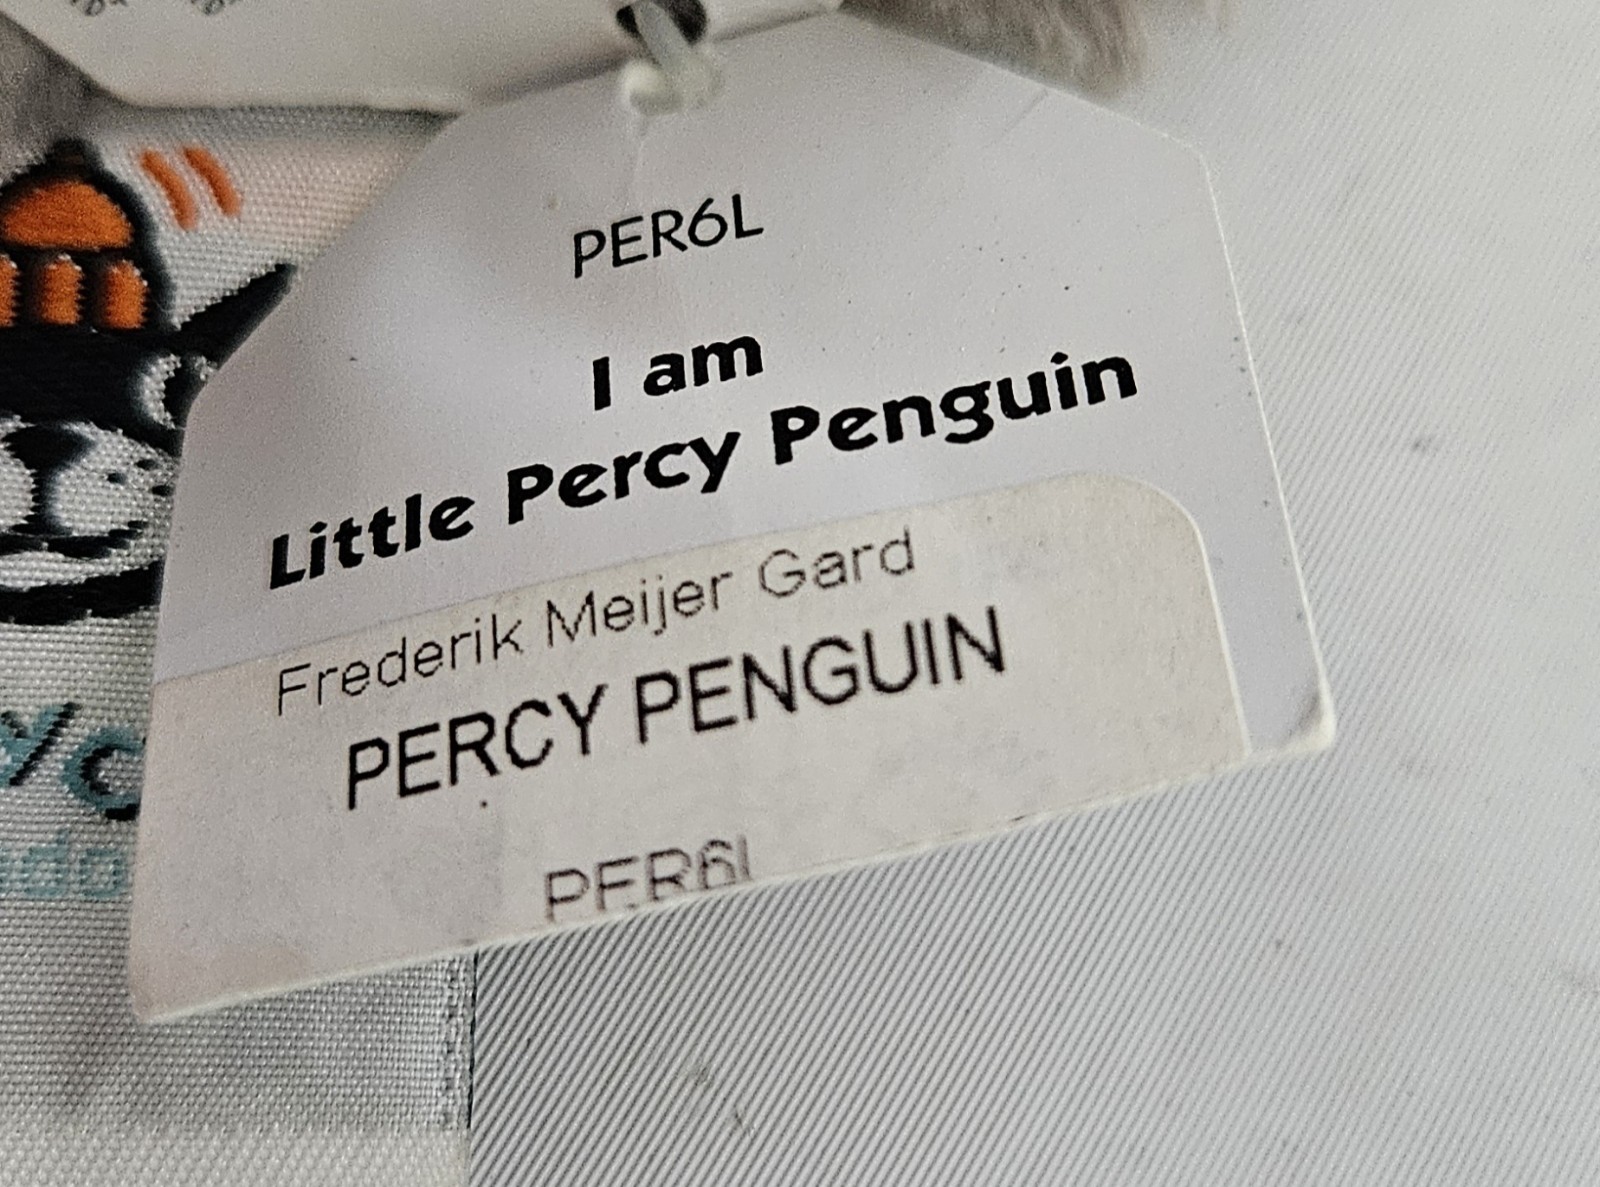 PER6L
I am
Little Percy Penguin
Frederik Meijer Gard
PERCY PENGUIN
PER6L